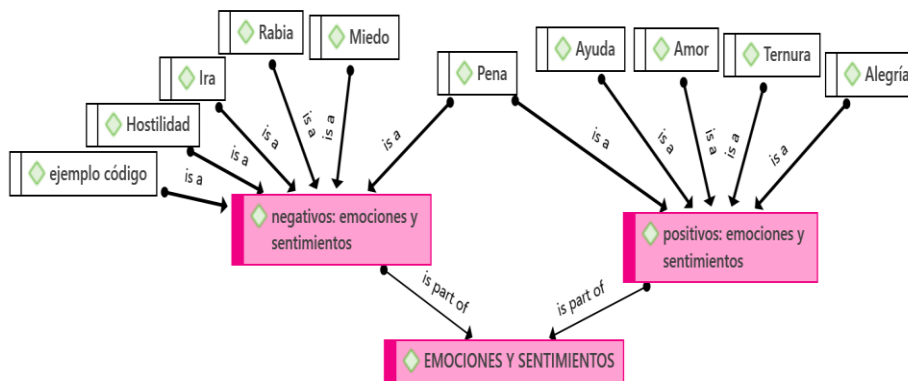 Rabia
Miedo
Ayuda
Amor
Ternura
Ira
Pena
Alegría
Hostilidad
ejemplo código
is a
is a
is a
is a
is a
is a
is a
is a
is a
is a
is a
negativos: emociones y
sentimientos
positivos: emociones y
sentimientos
is part of
is part of
EMOCIONES Y SENTIMIENTOS